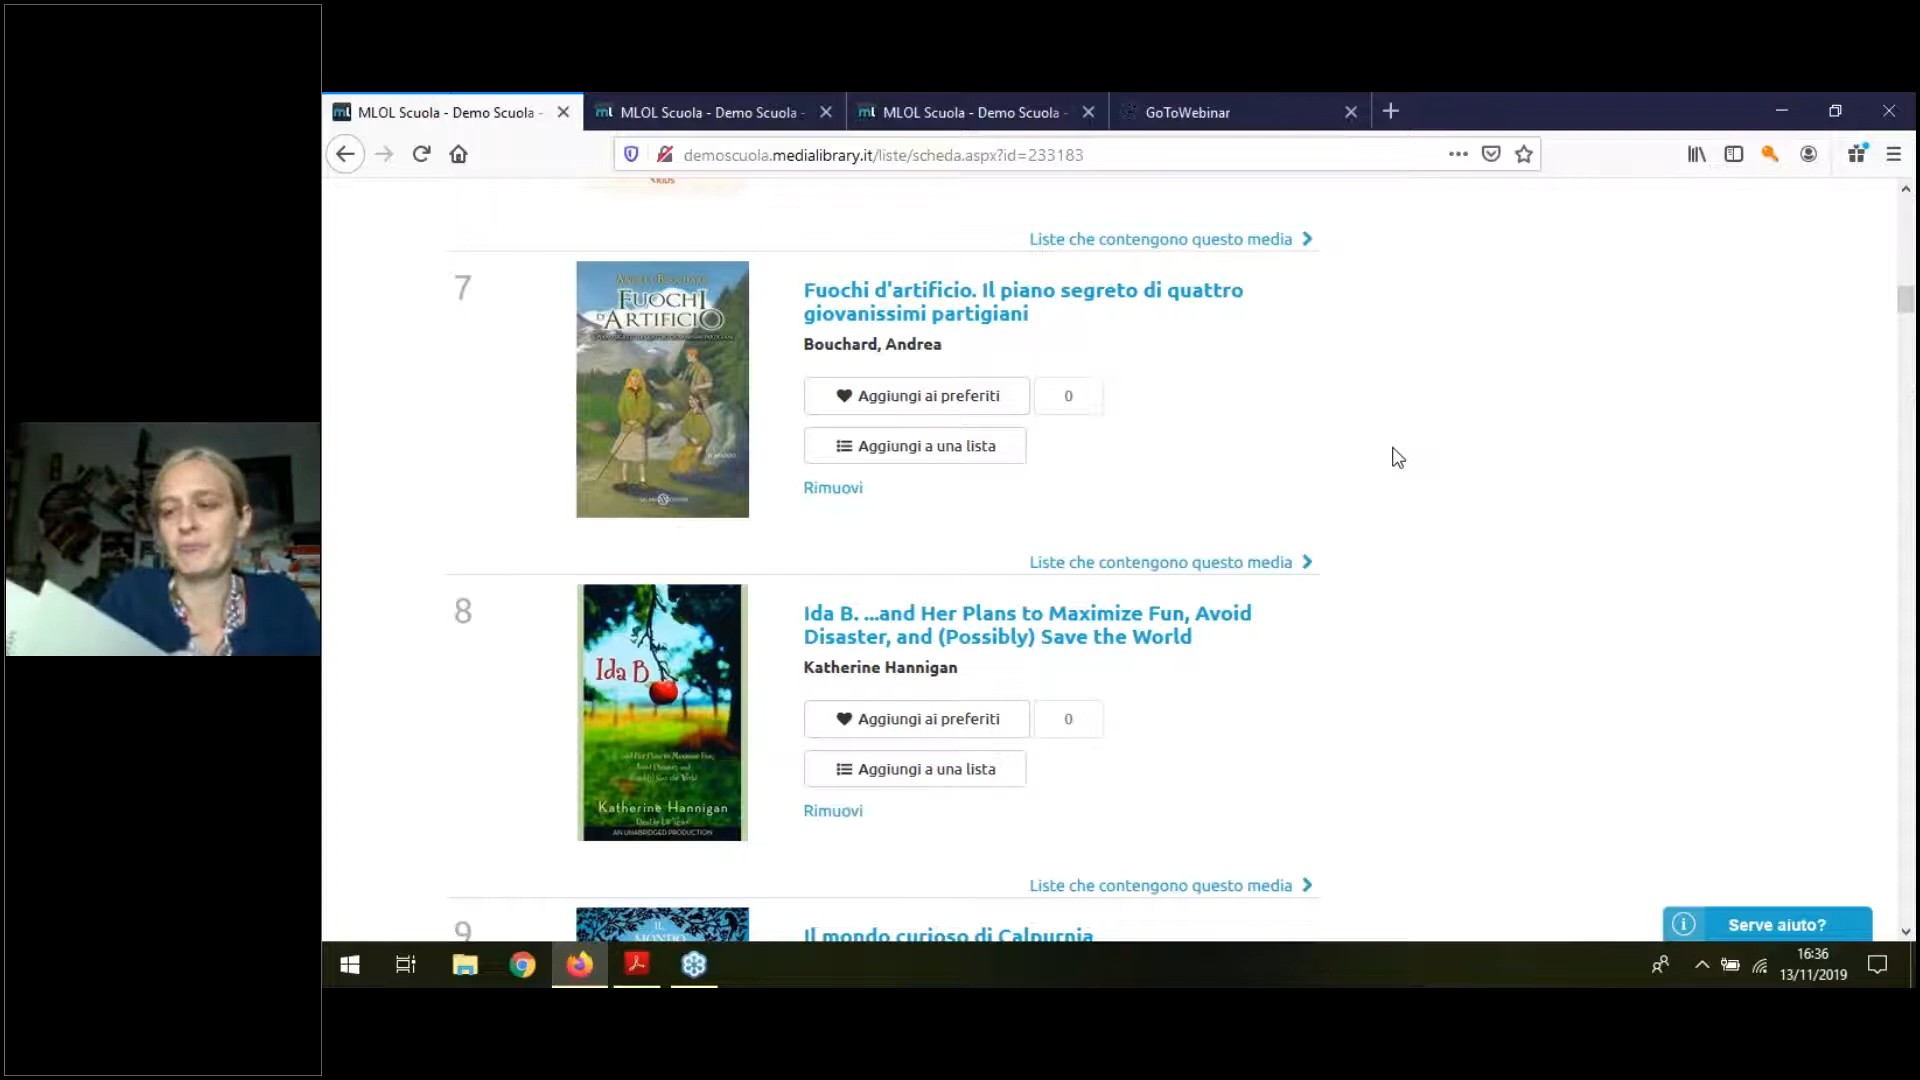 MLOL Scuola - Demo Scuola -
MLOL Scuola - Demo Scuola -
MLOL Scuola - Demo Scuola -
GoToWebinar
demoscuola.medialibrary.it/liste/scheda.aspx?id=233183
Liste che contengono questo media
7
FUOCHI
D'ARTIFICIO
Fuochi d'artificio. Il piano segreto di quattro
giovanissimi partigiani
Bouchard, Andrea
Aggiungi ai preferiti
0
Aggiungi a una lista
Rimuovi
Liste che contengono questo media
8
Ida B
Katherine Hannigan
AN UNABRIDGED PRODUCTION
Ida B. ...and Her Plans to Maximize Fun, Avoid
Disaster, and (Possibly) Save the World
Katherine Hannigan
Aggiungi ai preferiti
0
Aggiungi a una lista
Rimuovi
Liste che contengono questo media
9
IL
MONDO
Il mondo curioso di Calpurnia
Serve aiuto?
16:36
13/11/2019